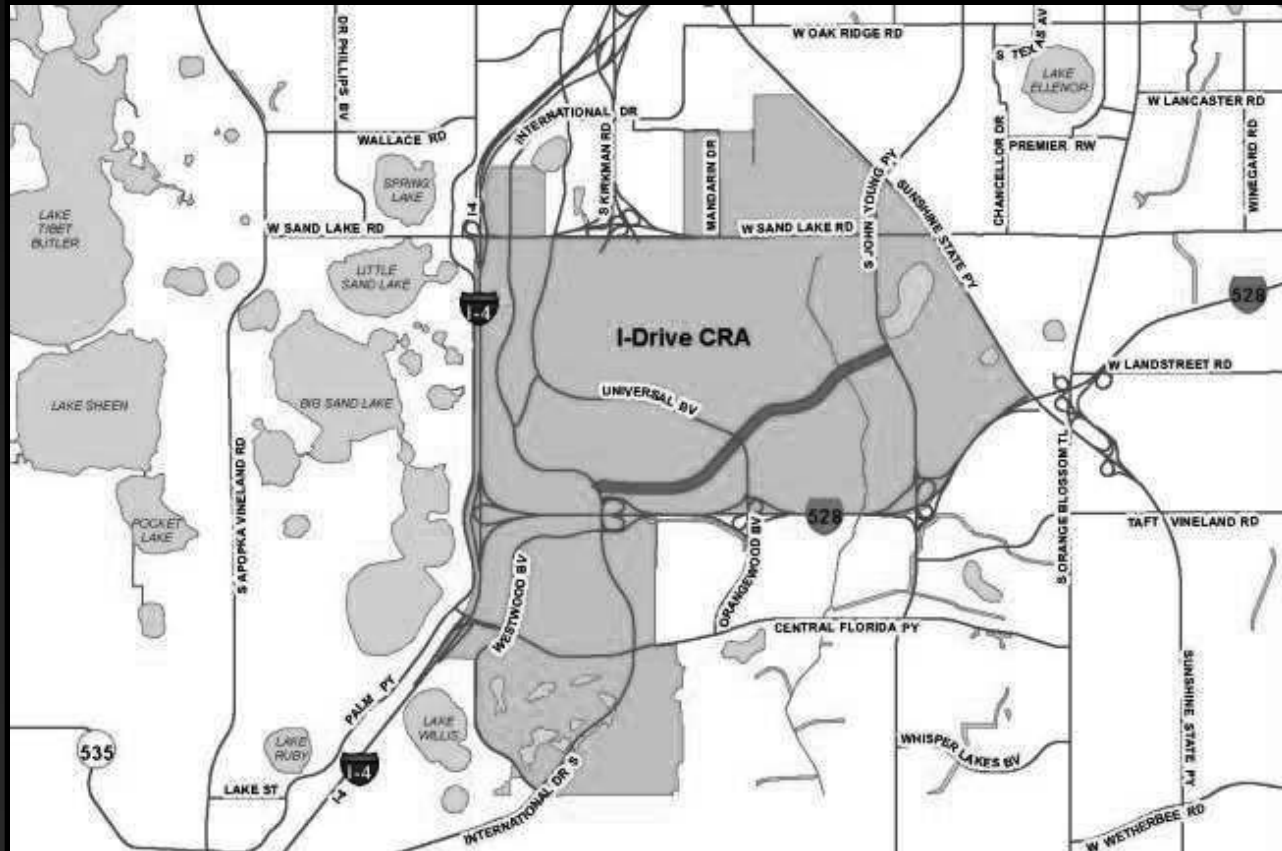 W OAK RIDGE RD
S TEXAS AV
DR PHILLIPS BV
LAKE
ELLENOR
W LANCASTER RD
INTERNATIONAL DR
WALLACE RD
S KIRKMAN RD
MANDARIN DR
PREMIER RW
CHANCELLOR DR
WINEGARD RD
SPRING
LAKE
S JOHN YOUNG PY
SUNSHINE STATE PY
LAKE
TIBET
BUTLER
I-4
W SAND LAKE RD
W SAND LAKE RD
LITTLE
SAND LAKE
I-4
528
I-Drive CRA
W LANDSTREET RD
UNIVERSAL BV
LAKE SHEEN
BIG SAND LAKE
S APOPKA VINELAND RD
POCKET
LAKE
528
S ORANGE BLOSSOM TL
TAFT VINELAND RD
WESTWOOD BV
ORANGEWOOD BV
CENTRAL FLORIDA PY
PALM PY
SUNSHINE STATE PY
LAKE
WILLIS
535
LAKE
RUBY
WHISPER LAKES BV
I-4
LAKE ST
I-4
INTERNATIONAL DR S
W WETHERBEE RD